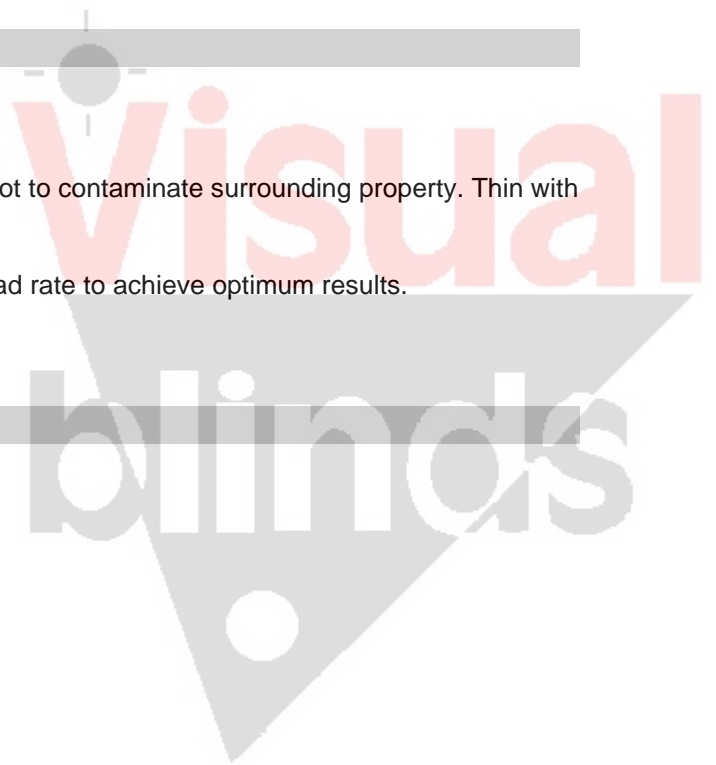 Visual
ot to contaminate surrounding property. Thin with
ad rate to achieve optimum results.
blinds